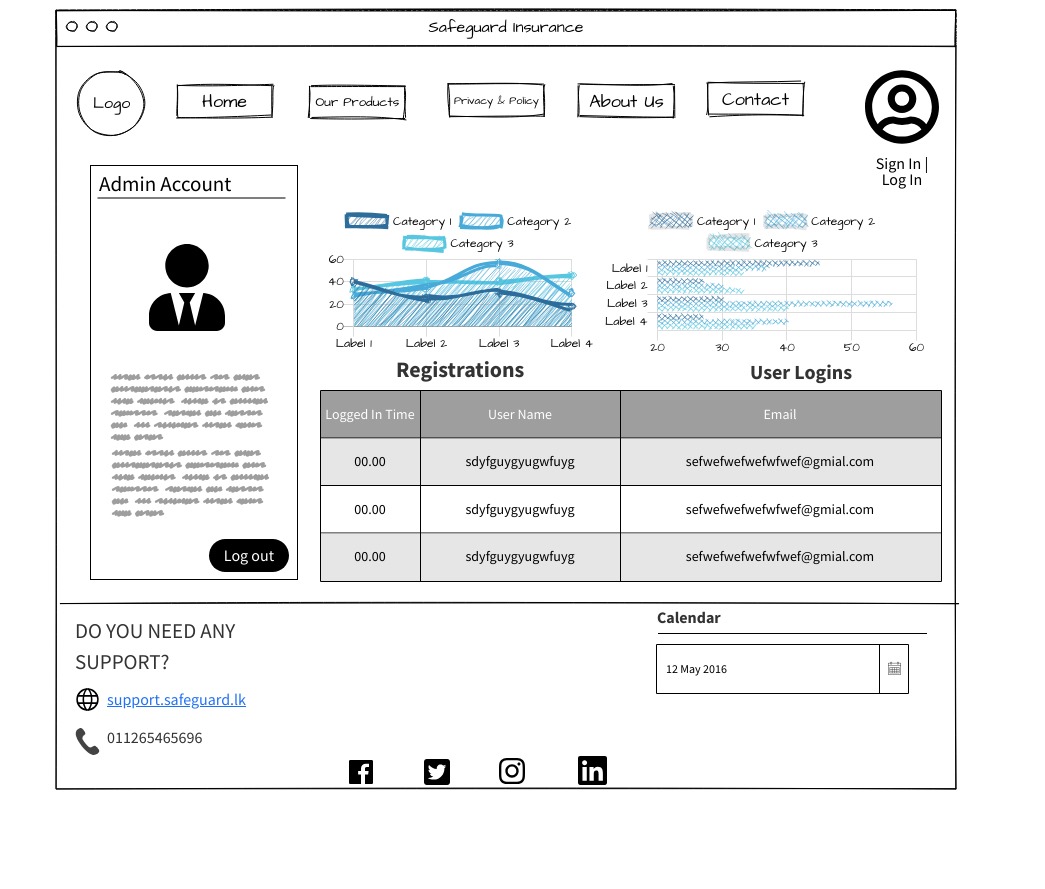 Safeguard Insurance
Logo
Home
Our Products
Privacy & Policy
About Us
Contact
Sign In |
Log In
Admin Account
Log out
Category 1
Category 2
Category 3
60
40
20
0
Label 1
Label 2
Label 3
Label 4
Registrations
Category 1
Category 2
Category 3
Label 1
Label 2
Label 3
Label 4
20
30
40
50
60
User Logins
Logged In Time
User Name
Email
00.00
sdyfguygyugwfuyg
sefwefwefwefwfwef@gmial.com
00.00
sdyfguygyugwfuyg
sefwefwefwefwfwef@gmial.com
00.00
sdyfguygyugwfuyg
sefwefwefwefwfwef@gmial.com
DO YOU NEED ANY
SUPPORT?
support.safeguard.lk
011265465696
Calendar
12 May 2016